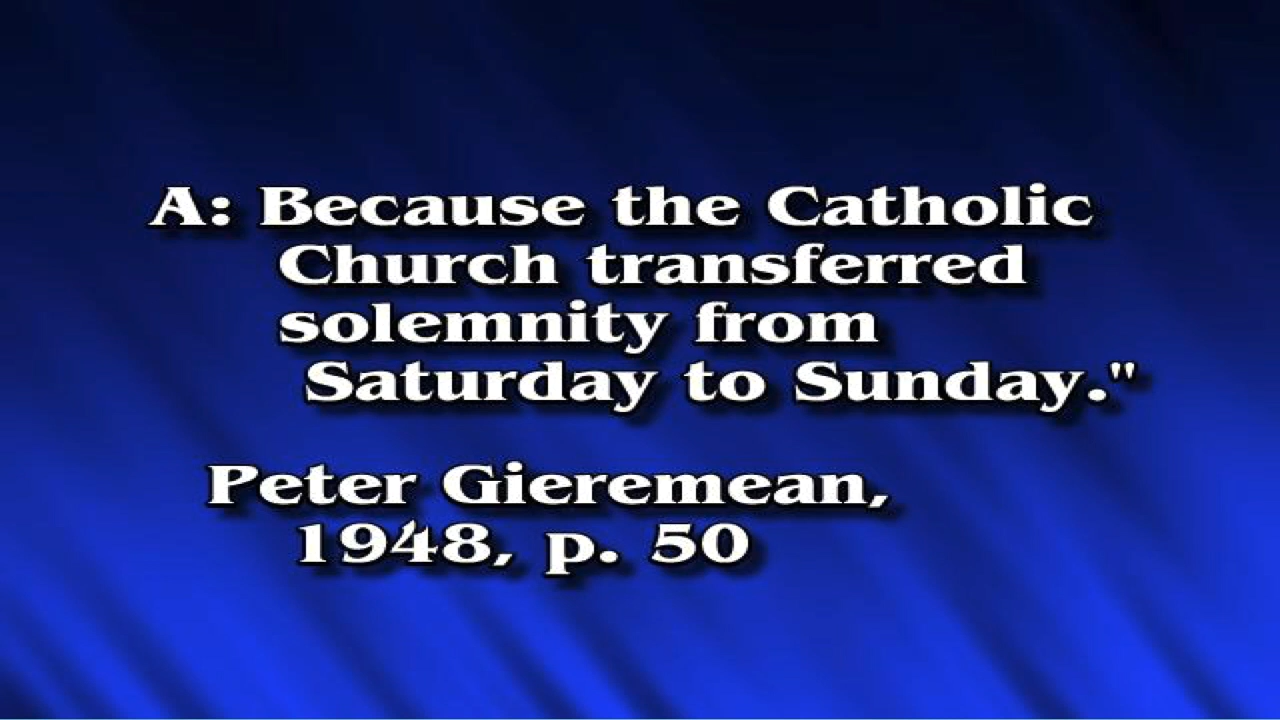 A: Because the Catholic
Church transferred
solemnity from
Saturday to Sunday."
Peter Gieremean,
1948, p. 50